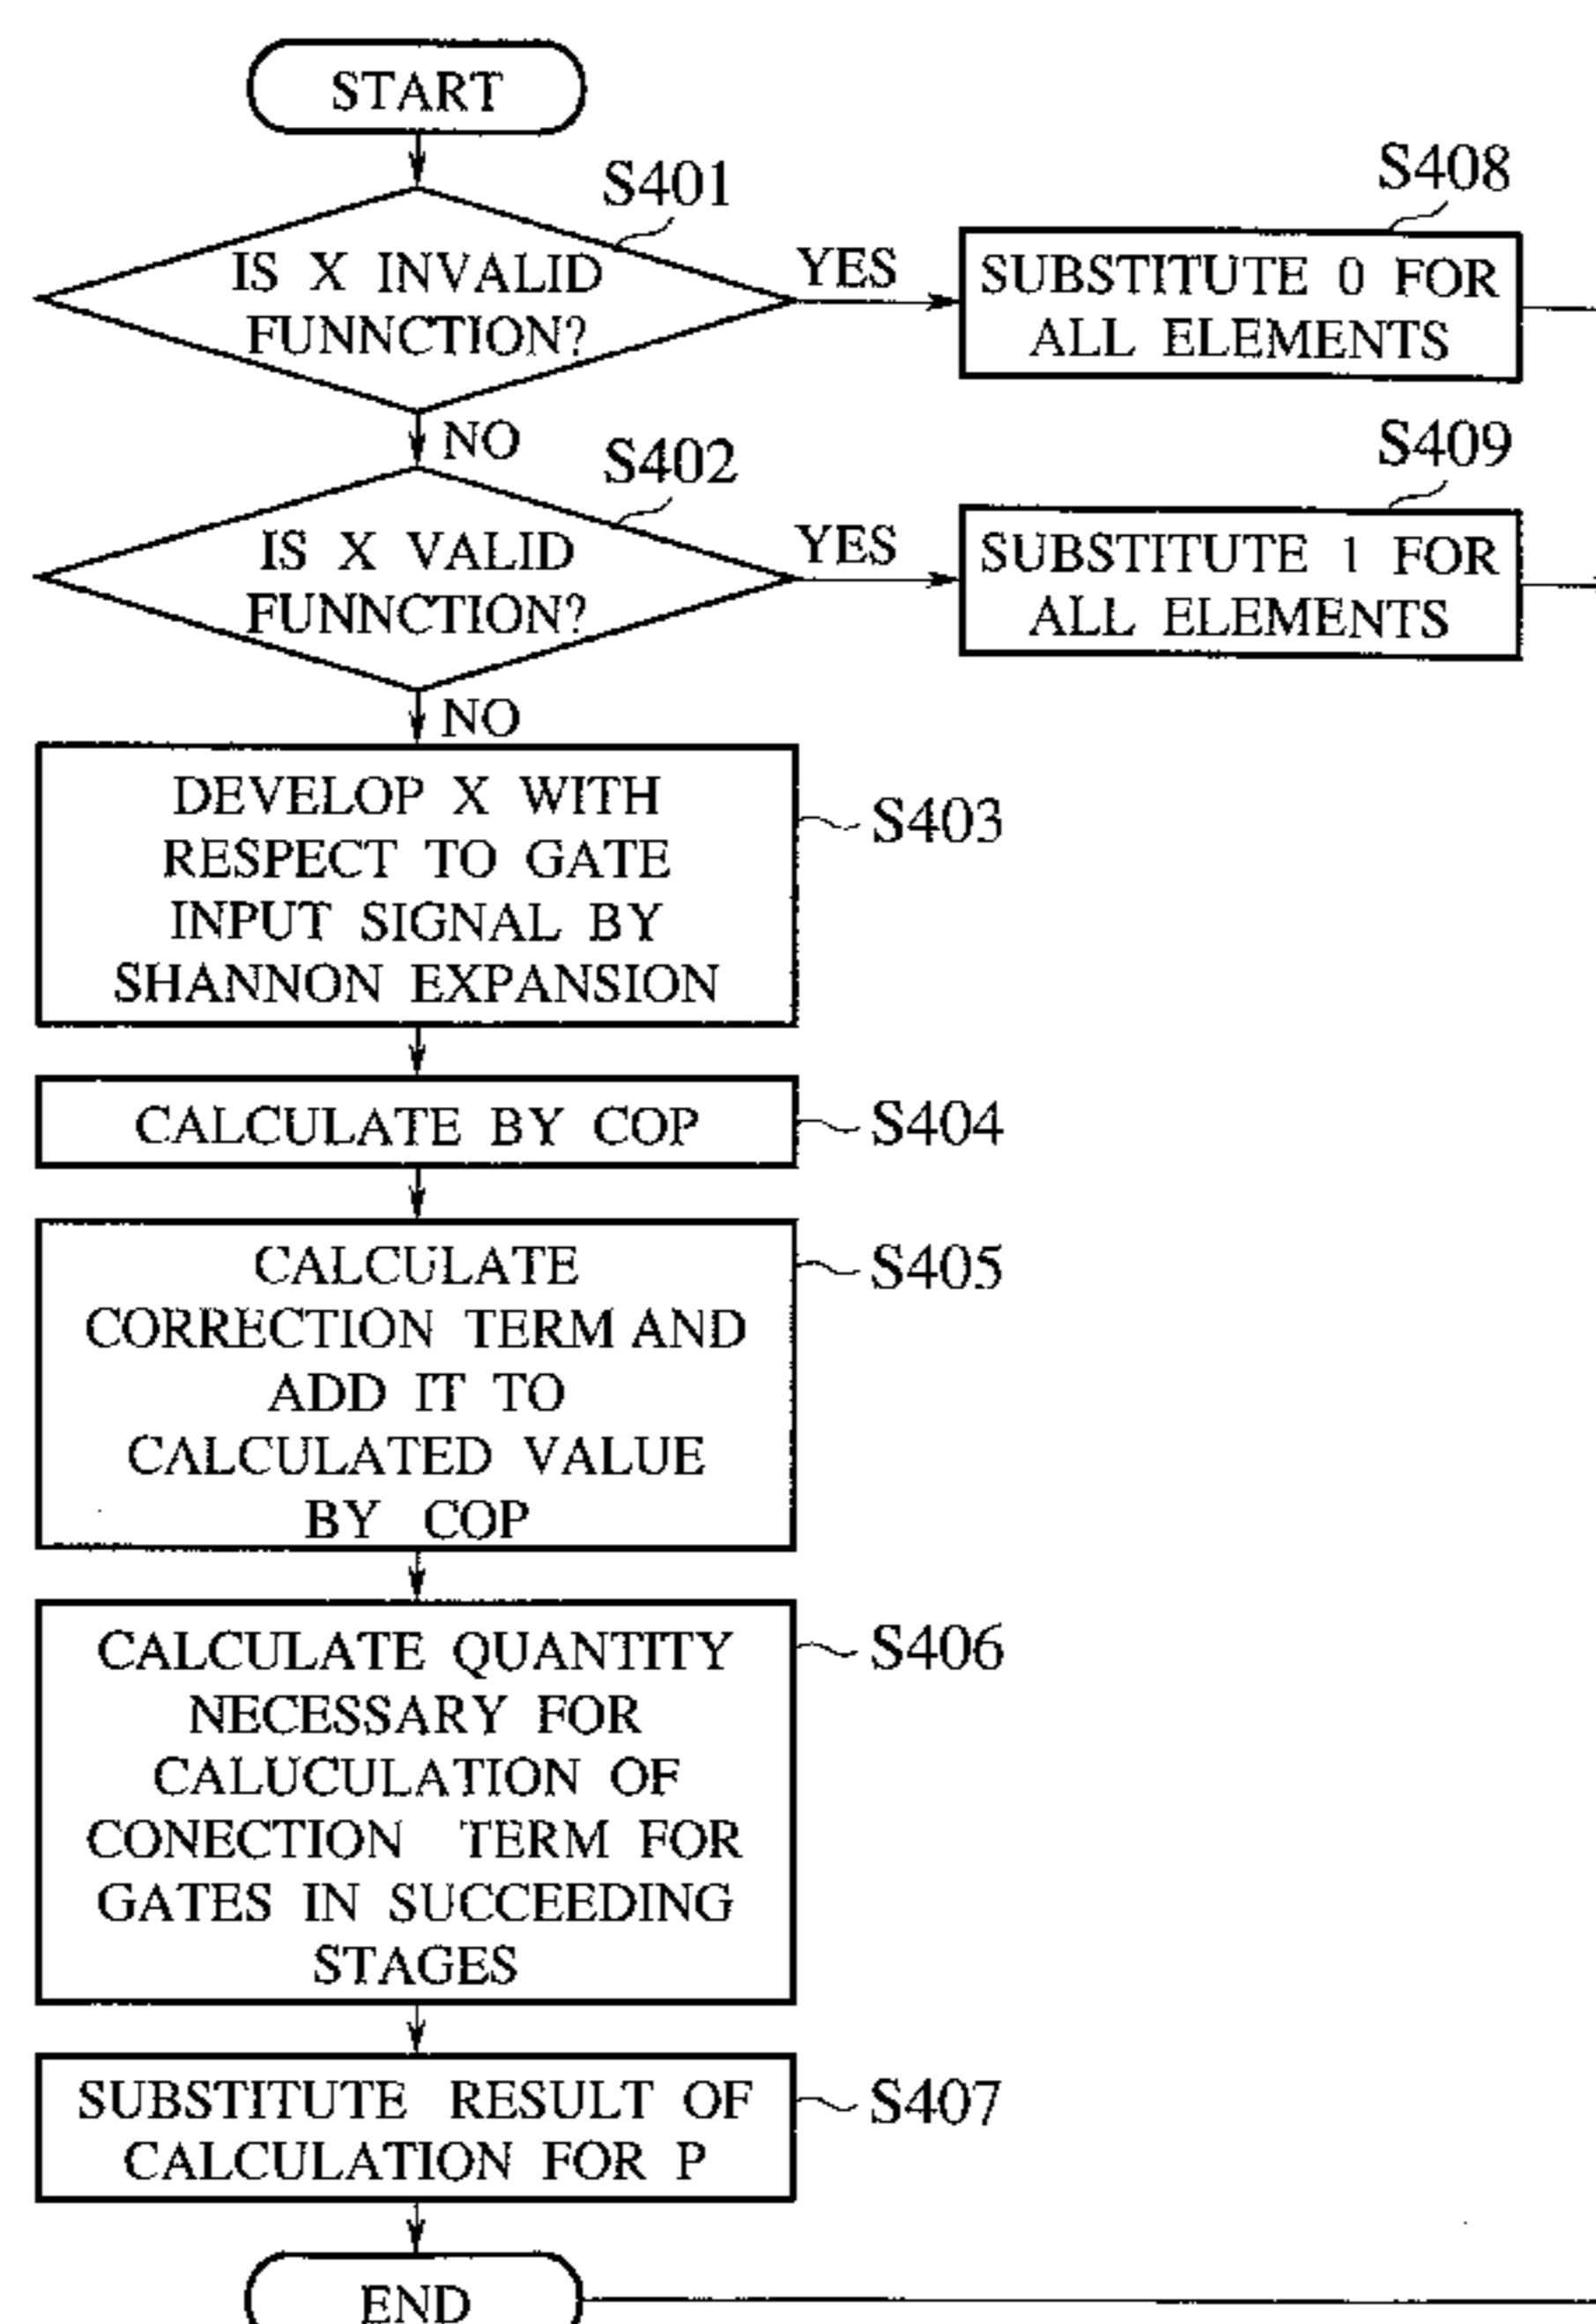 START
S401
IS X INVALID
FUNNCTION?
YES
S408
SUBSTITUTE 0 FOR
ALL ELEMENTS
NO
S402
IS X VALID
FUNNCTION?
YES
S409
SUBSTITUTE 1 FOR
ALL ELEMENTS
NO
DEVELOP X WITH
RESPECT TO GATE
INPUT SIGNAL BY
SHANNON EXPANSION
S403
CALCULATE BY COP
S404
CALCULATE
CORRECTION TERM AND
ADD IT TO
CALCULATED VALUE
BY COP
S405
CALCULATE QUANTITY
NECESSARY FOR
CALUCULATION OF
CONECTION TERM FOR
GATES IN SUCCEEDING
STAGES
S406
SUBSTITUTE RESULT OF
CALCULATION FOR P
S407
END